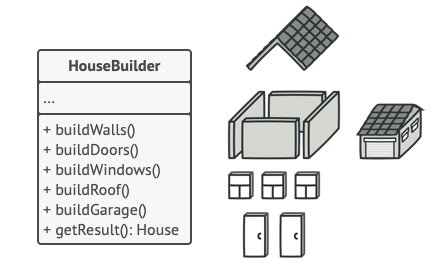 HouseBuilder
...
+ buildWalls()
+ buildDoors()
+ buildWindows()
+ buildRoof()
+ buildGarage()
+ getResult(): House